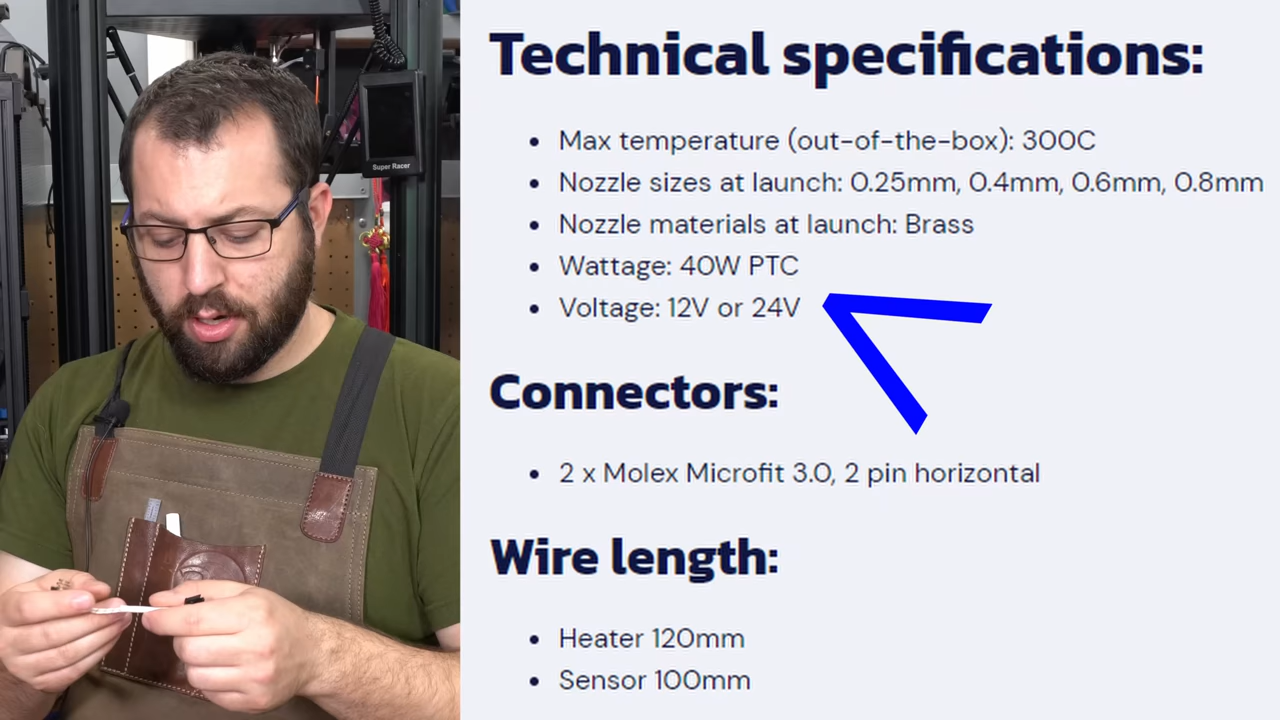 Super Racer
Technical specifications:
Max temperature (out-of-the-box): 300C
Nozzle sizes at launch: 0.25mm, 0.4mm, 0.6mm, 0.8mm
Nozzle materials at launch: Brass
Wattage: 40W PTC
Voltage: 12V or 24V
Connectors:
2 x Molex Microfit 3.0, 2 pin horizontal
Wire length:
Heater 120mm
Sensor 100mm